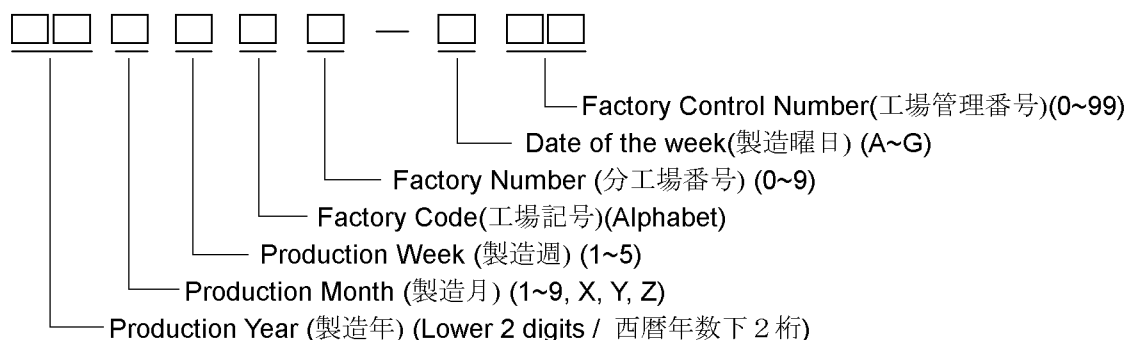 Factory Control Number(工場管理番号)(0~99)
Date of the week(製造曜日) (A~G)
Factory Number (分工場番号) (0~9)
Factory Code(工場記号)(Alphabet)
Production Week (製造週) (1~5)
Production Month (製造月) (1~9, X, Y, Z)
Production Year (製造年) (Lower 2 digits / 西暦年数下２桁)